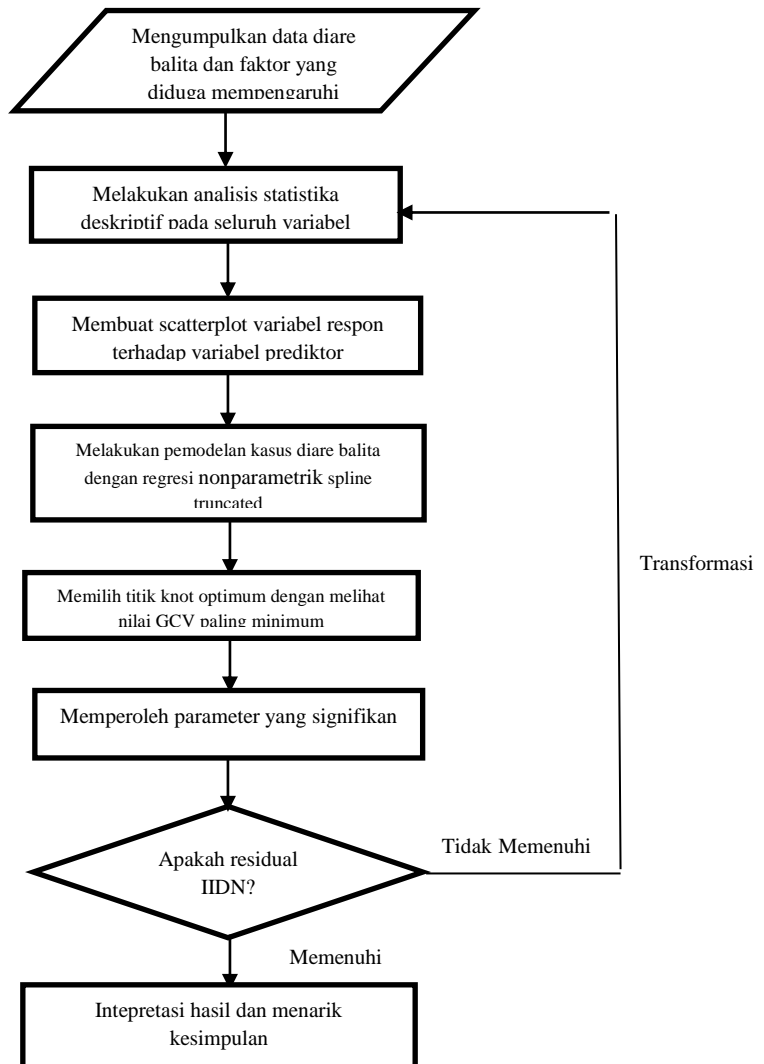 Mengumpulkan data diare
balita dan faktor yang
diduga mempengaruhi
Melakukan analisis statistika
deskriptif pada seluruh variabel
Membuat scatterplot variabel respon
terhadap variabel prediktor
Melakukan pemodelan kasus diare balita
dengan regresi nonparametrik spline
truncated
Transformasi
Memilih titik knot optimum dengan melihat
nilai GCV paling minimum
Memperoleh parameter yang signifikan
Apakah residual
IIDN?
Tidak Memenuhi
Memenuhi
Intepretasi hasil dan menarik
kesimpulan